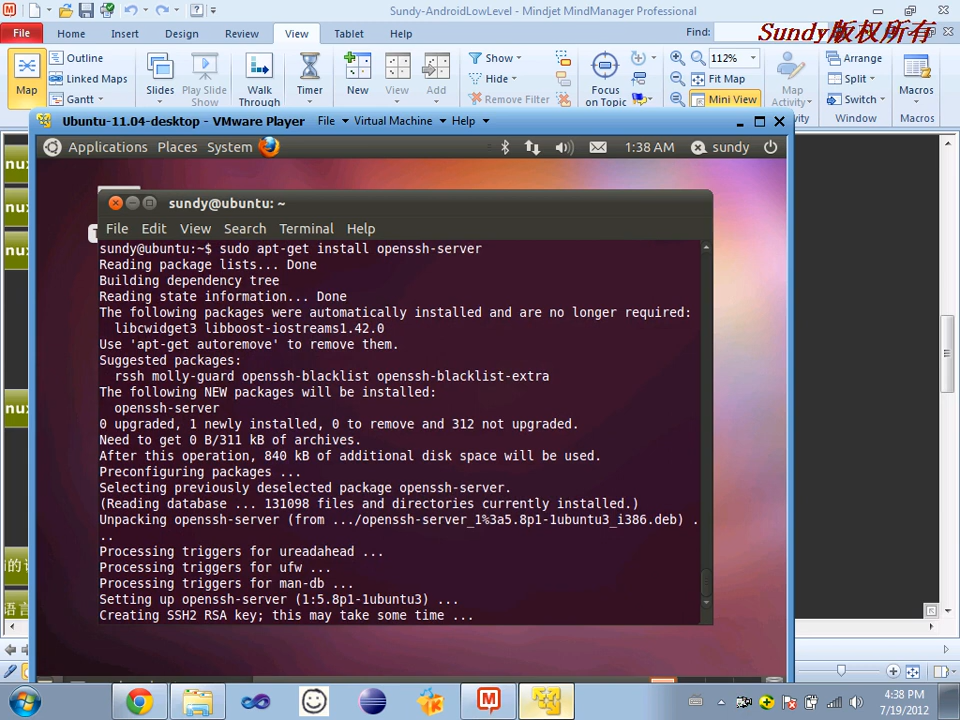 Sundy-AndroidLowLevel - Mindjet MindManager Professional
File Home Insert Design Review View Tablet Help Find:
Sundy版权所有
Map
Outline
Linked Maps
Gantt
Slides
Play Slide Show
Walk Through
Timer
New
View
Add
Show
Hide
Remove Filter
Focus on Topic
112%
Fit Map
Mini View
Map Activity
Arrange
Split
Switch
Window
Macros
Macros
Ubuntu-11.04-desktop - VMware Player File Virtual Machine Help
Applications Places System 1:38 AM sundy
sundy@ubuntu: ~
File Edit View Search Terminal Help
sundy@ubuntu:~$ sudo apt-get install openssh-server
Reading package lists... Done
Building dependency tree
Reading state information... Done
The following packages were automatically installed and are no longer required:
libcwidget3 libboost-iostreams1.42.0
Use 'apt-get autoremove' to remove them.
Suggested packages:
rssh molly-guard openssh-blacklist openssh-blacklist-extra
The following NEW packages will be installed:
openssh-server
0 upgraded, 1 newly installed, 0 to remove and 312 not upgraded.
Need to get 0 B/311 kB of archives.
After this operation, 840 kB of additional disk space will be used.
Preconfiguring packages ...
Selecting previously deselected package openssh-server.
(Reading database ... 131098 files and directories currently installed.)
Unpacking openssh-server (from .../openssh-server_1%3a5.8p1-1ubuntu3_i386.deb) .
..
Processing triggers for ureadahead ...
Processing triggers for ufw ...
Processing triggers for man-db ...
Setting up openssh-server (1:5.8p1-1ubuntu3) ...
Creating SSH2 RSA key; this may take some time ...
4:38 PM
7/19/2012